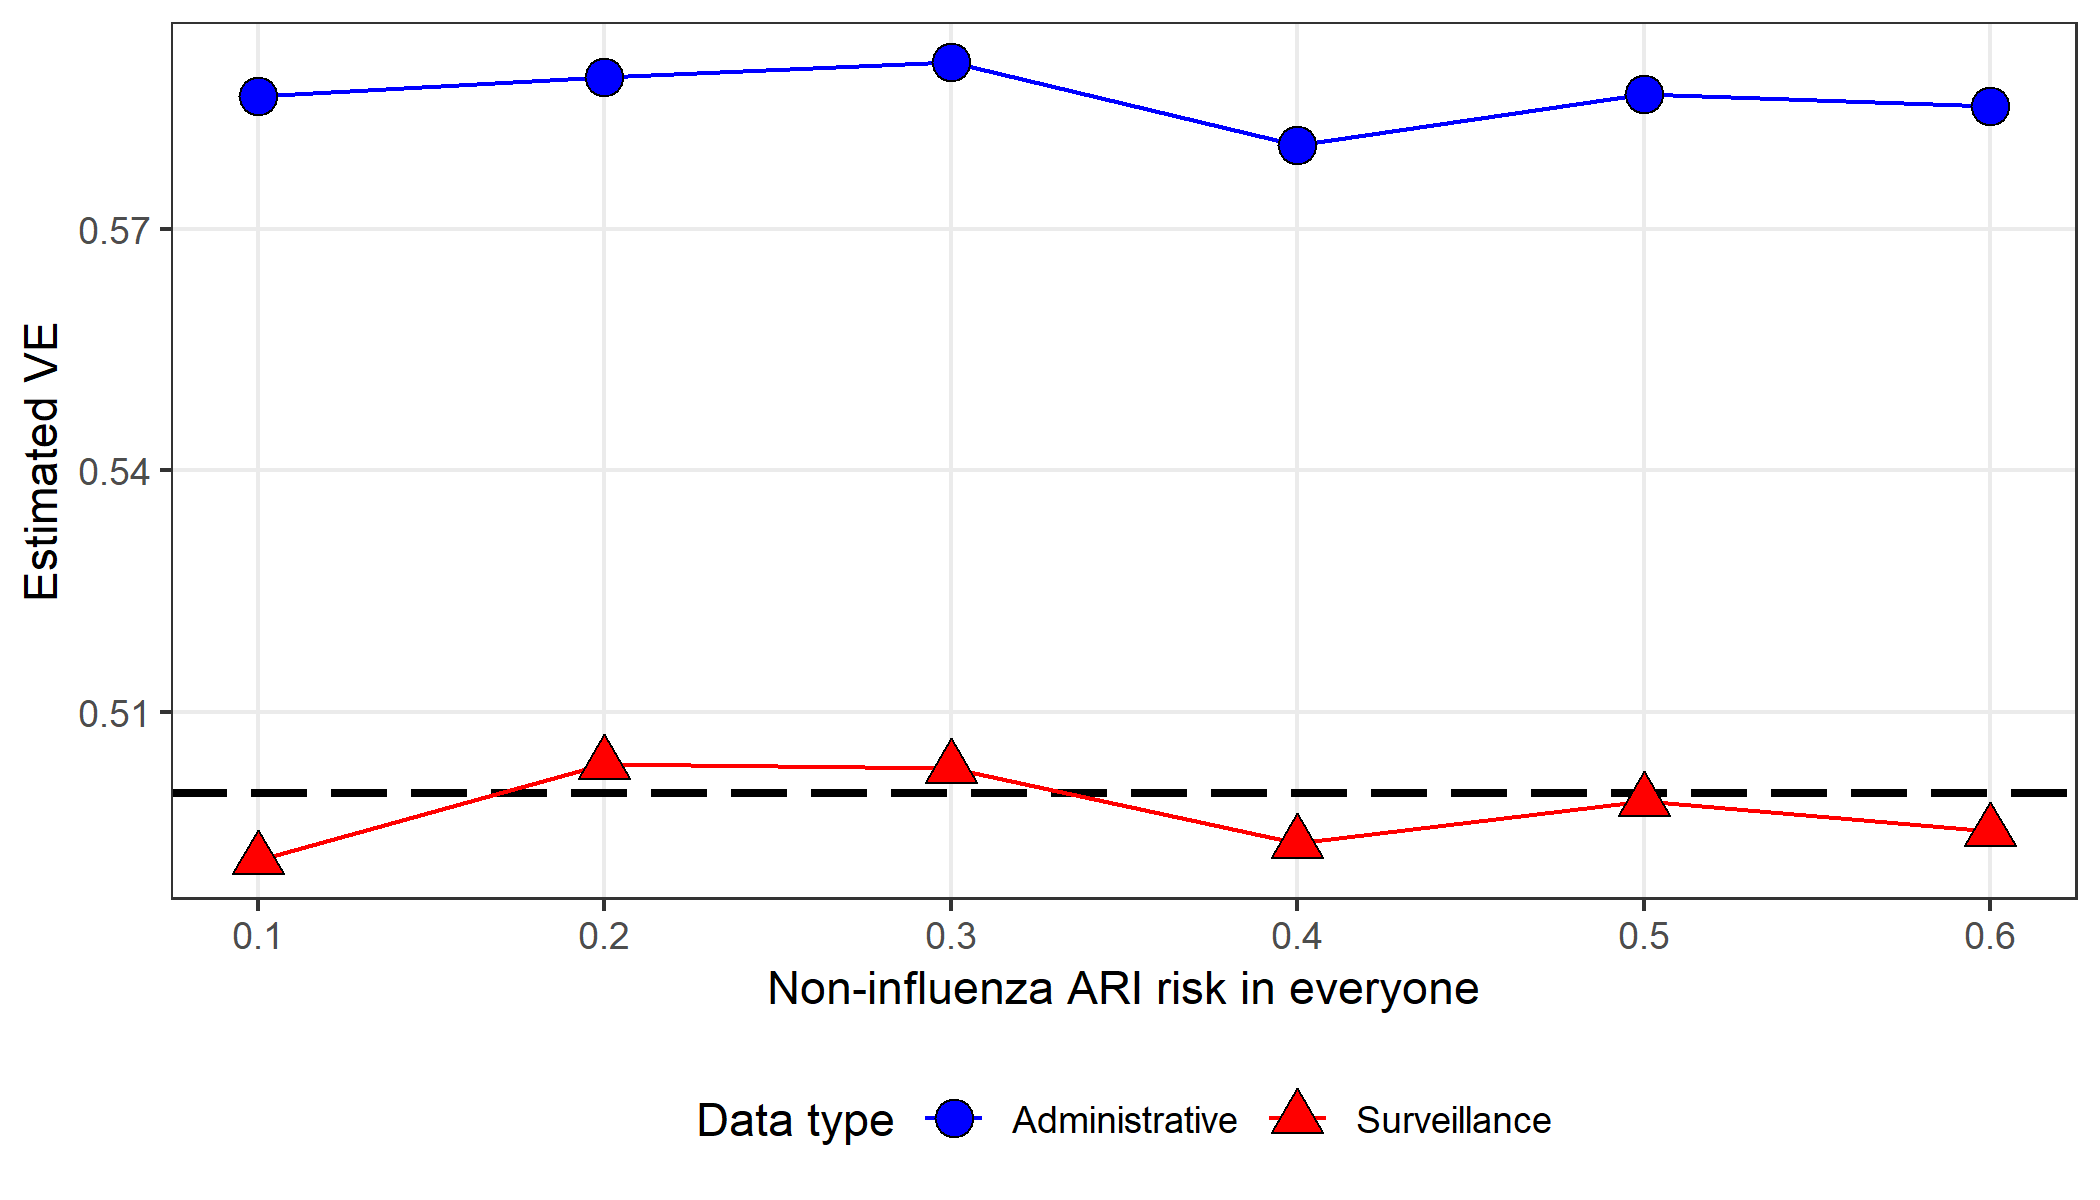 Estimated VE
0.57
0.54
0.51
0.1 0.2 0.3 0.4 0.5 0.6
Non-influenza ARI risk in everyone
Data type Administrative Surveillance